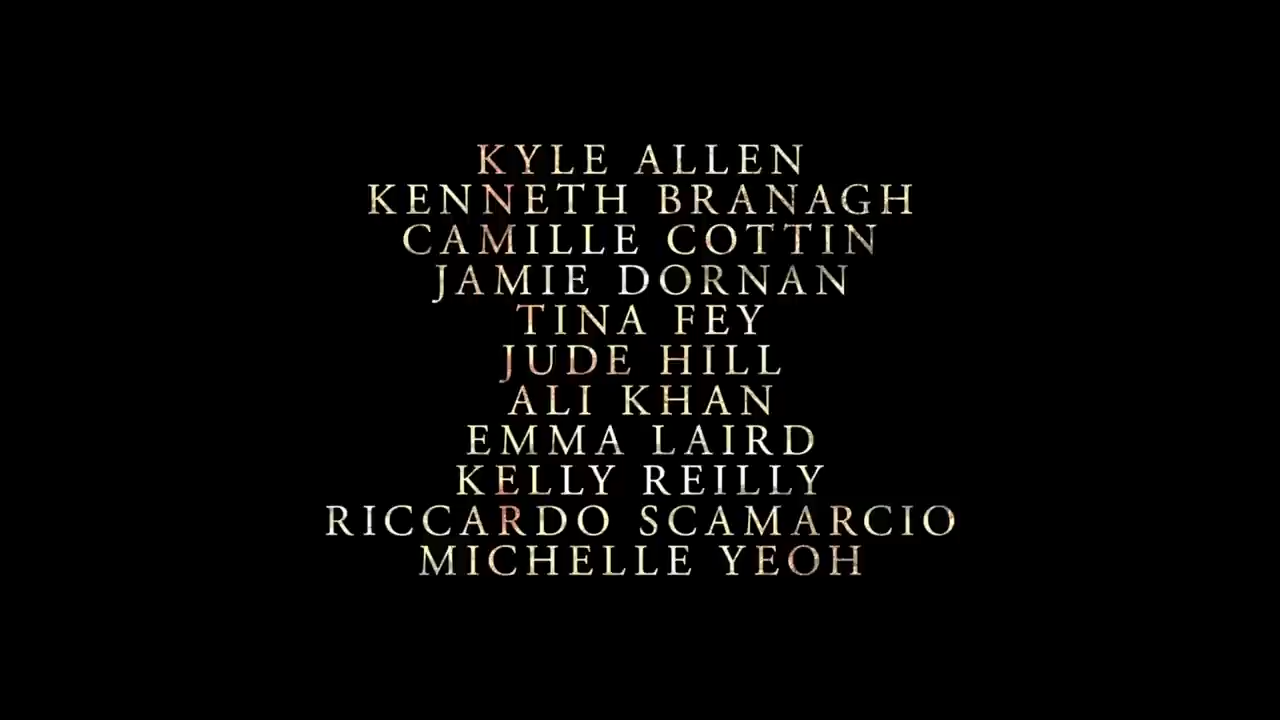 KYLE ALLEN
KENNETH BRANAGH
CAMILLE COTTIN
JAMIE DORNAN
TINA FEY
JUDE HILL
ALI KHAN
EMMA LAIRD
KELLY REILLY
RICCARDO SCAMARCIO
MICHELLE YEOH